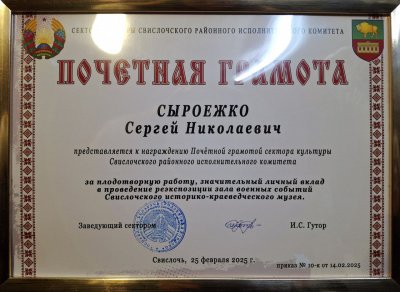 СЕКТОР КУЛЬТУРЫ СВИСЛОЧСКОГО РАЙОННОГО ИСПОЛНИТЕЛЬНОГО КОМИТЕТА
ПОЧЕТНАЯ ГРАМОТА
СЫРОЕЖКО
Сергей Николаевич
представляется к награждению Почётной грамотой сектора культуры
Свислочского районного исполнительного комитета
за плодотворную работу, значительный личный вклад
в проведение реэкспозиции зала военных событий
Свислочского историко-краеведческого музея.
Заведующий сектором И.С. Гутор
Свислочь, 25 февраля 2025 г.
приказ № 10-к от 14.02.2025